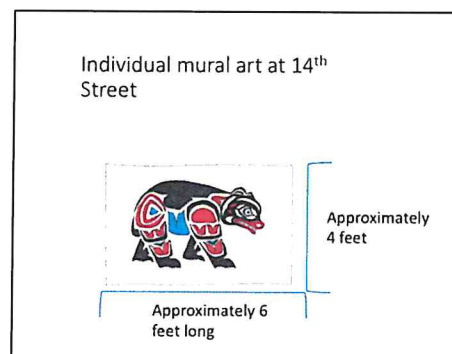 Individual mural art at 14th
Street
Approximately
4 feet
Approximately 6
feet long